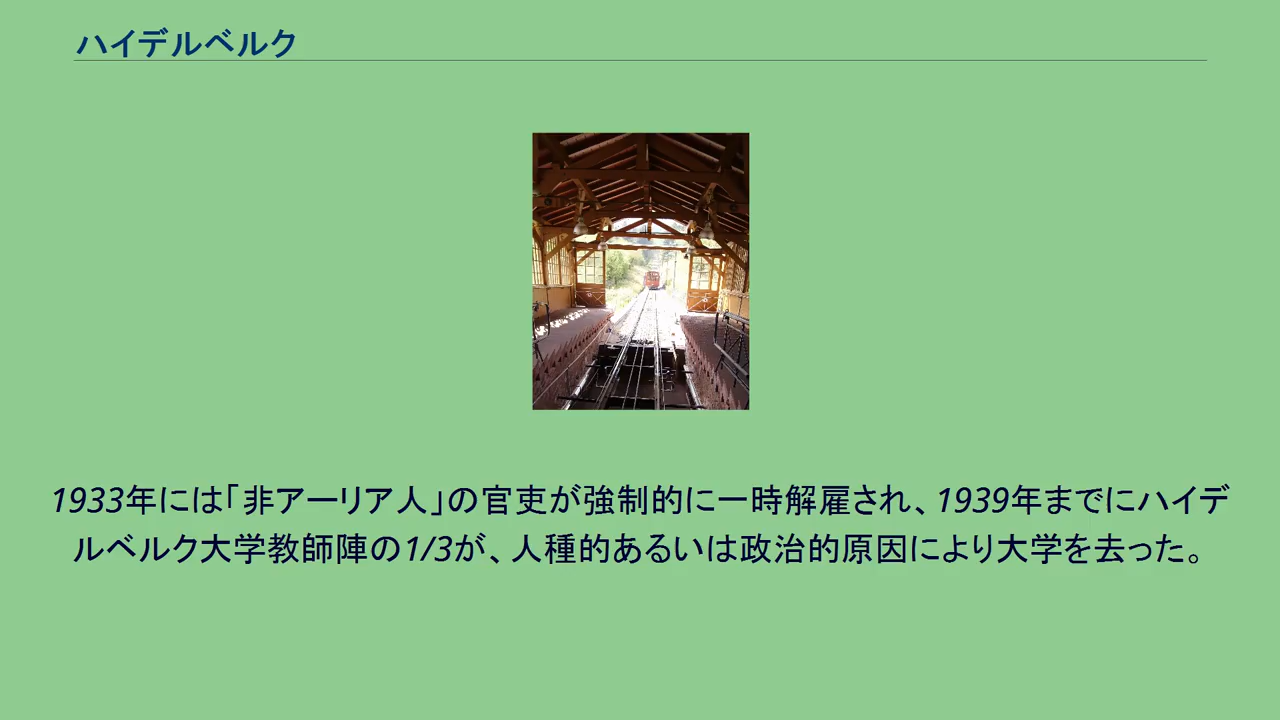 ハイデルベルク
1933年には「非アーリア人」の官吏が強制的に一時解雇され、1939年までにハイデ
ルベルク大学教師陣の1/3が、人種的あるいは政治的原因により大学を去った。